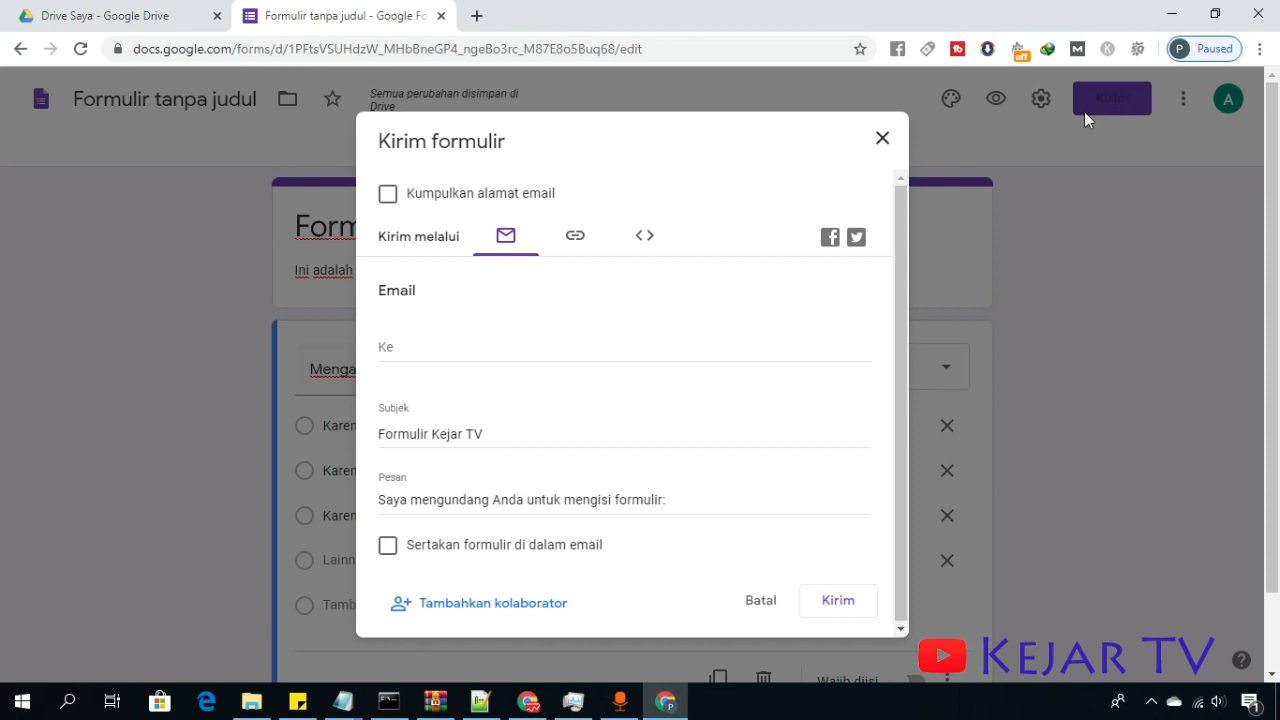 Drive Saya - Google Drive
Formulir tanpa judul - Google Fo
docs.google.com/forms/d/1PFtsVSUHdzW_MHbBneGP4_ngeBo3rc_M87E8o5Buq68/edit
off
P Paused
Formulir tanpa judul
Semua perubahan disimpan di
Drive
Kirim
A
Kirim formulir
Kumpulkan alamat email
Kirim melalui
Form
Ini adalah
Email
Ke
Menga
Subjek
Formulir Kejar TV
Karen
Karen
Pesan
Saya mengundang Anda untuk mengisi formulir:
Karen
Sertakan formulir di dalam email
Lainn
Tamb
Tambahkan kolaborator
Batal
Kirim
KEJAR TV
Wajib diisi